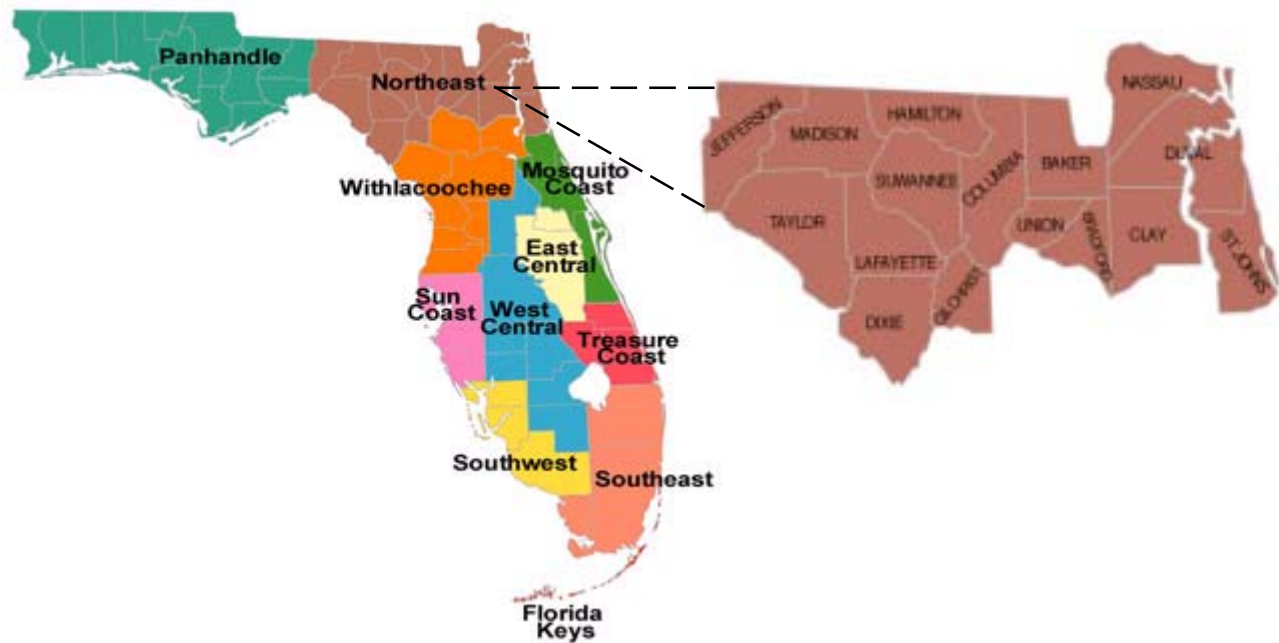 Panhandle
Northeast
Withlacoochee
Mosquito
Coast
East
Central
Sun
Coast
West
Central
Treasure
Coast
Southwest
Southeast
Florida
Keys
NASSAU
JEFFERSON
MADISON
HAMILTON
DUVAL
COLUMBIA
BAKER
SUWANNEE
TAYLOR
UNION
BRADFORD
CLAY
ST.JOHNS
LAFAYETTE
GILCHRIST
DIXIE